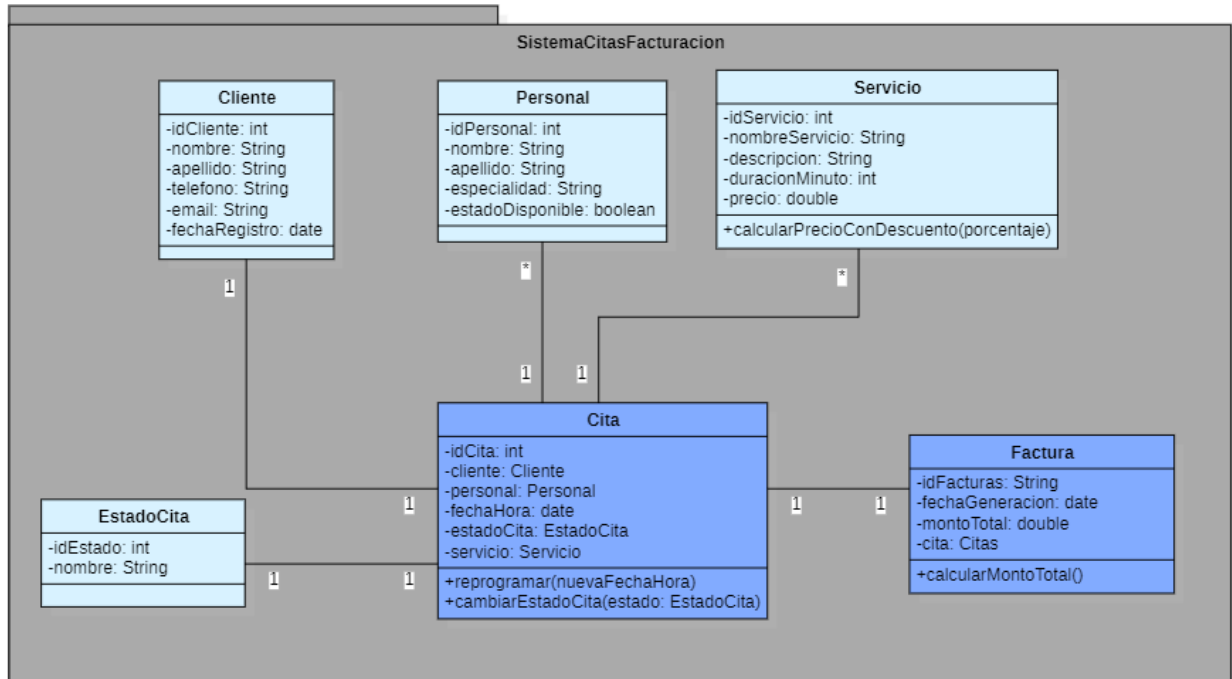 SistemaCitasFacturacion
Cliente
-idCliente: int
-nombre: String
-apellido: String
-telefono: String
-email: String
-fechaRegistro: date
Personal
-idPersonal: int
-nombre: String
-apellido: String
-especialidad: String
-estadoDisponible: boolean
Servicio
-idServicio: int
-nombreServicio: String
-descripcion: String
-duracionMinuto: int
-precio: double
+calcularPrecioConDescuento(porcentaje)
1
*
*
1
1
Cita
-idCita: int
-cliente: Cliente
-personal: Personal
-fechaHora: date
-estadoCita: EstadoCita
-servicio: Servicio
+reprogramar(nuevaFechaHora)
+cambiarEstadoCita(estado: EstadoCita)
Factura
-idFacturas: String
-fechaGeneracion: date
-montoTotal: double
-cita: Citas
+calcularMontoTotal()
1
1
1
EstadoCita
-idEstado: int
-nombre: String
1
1